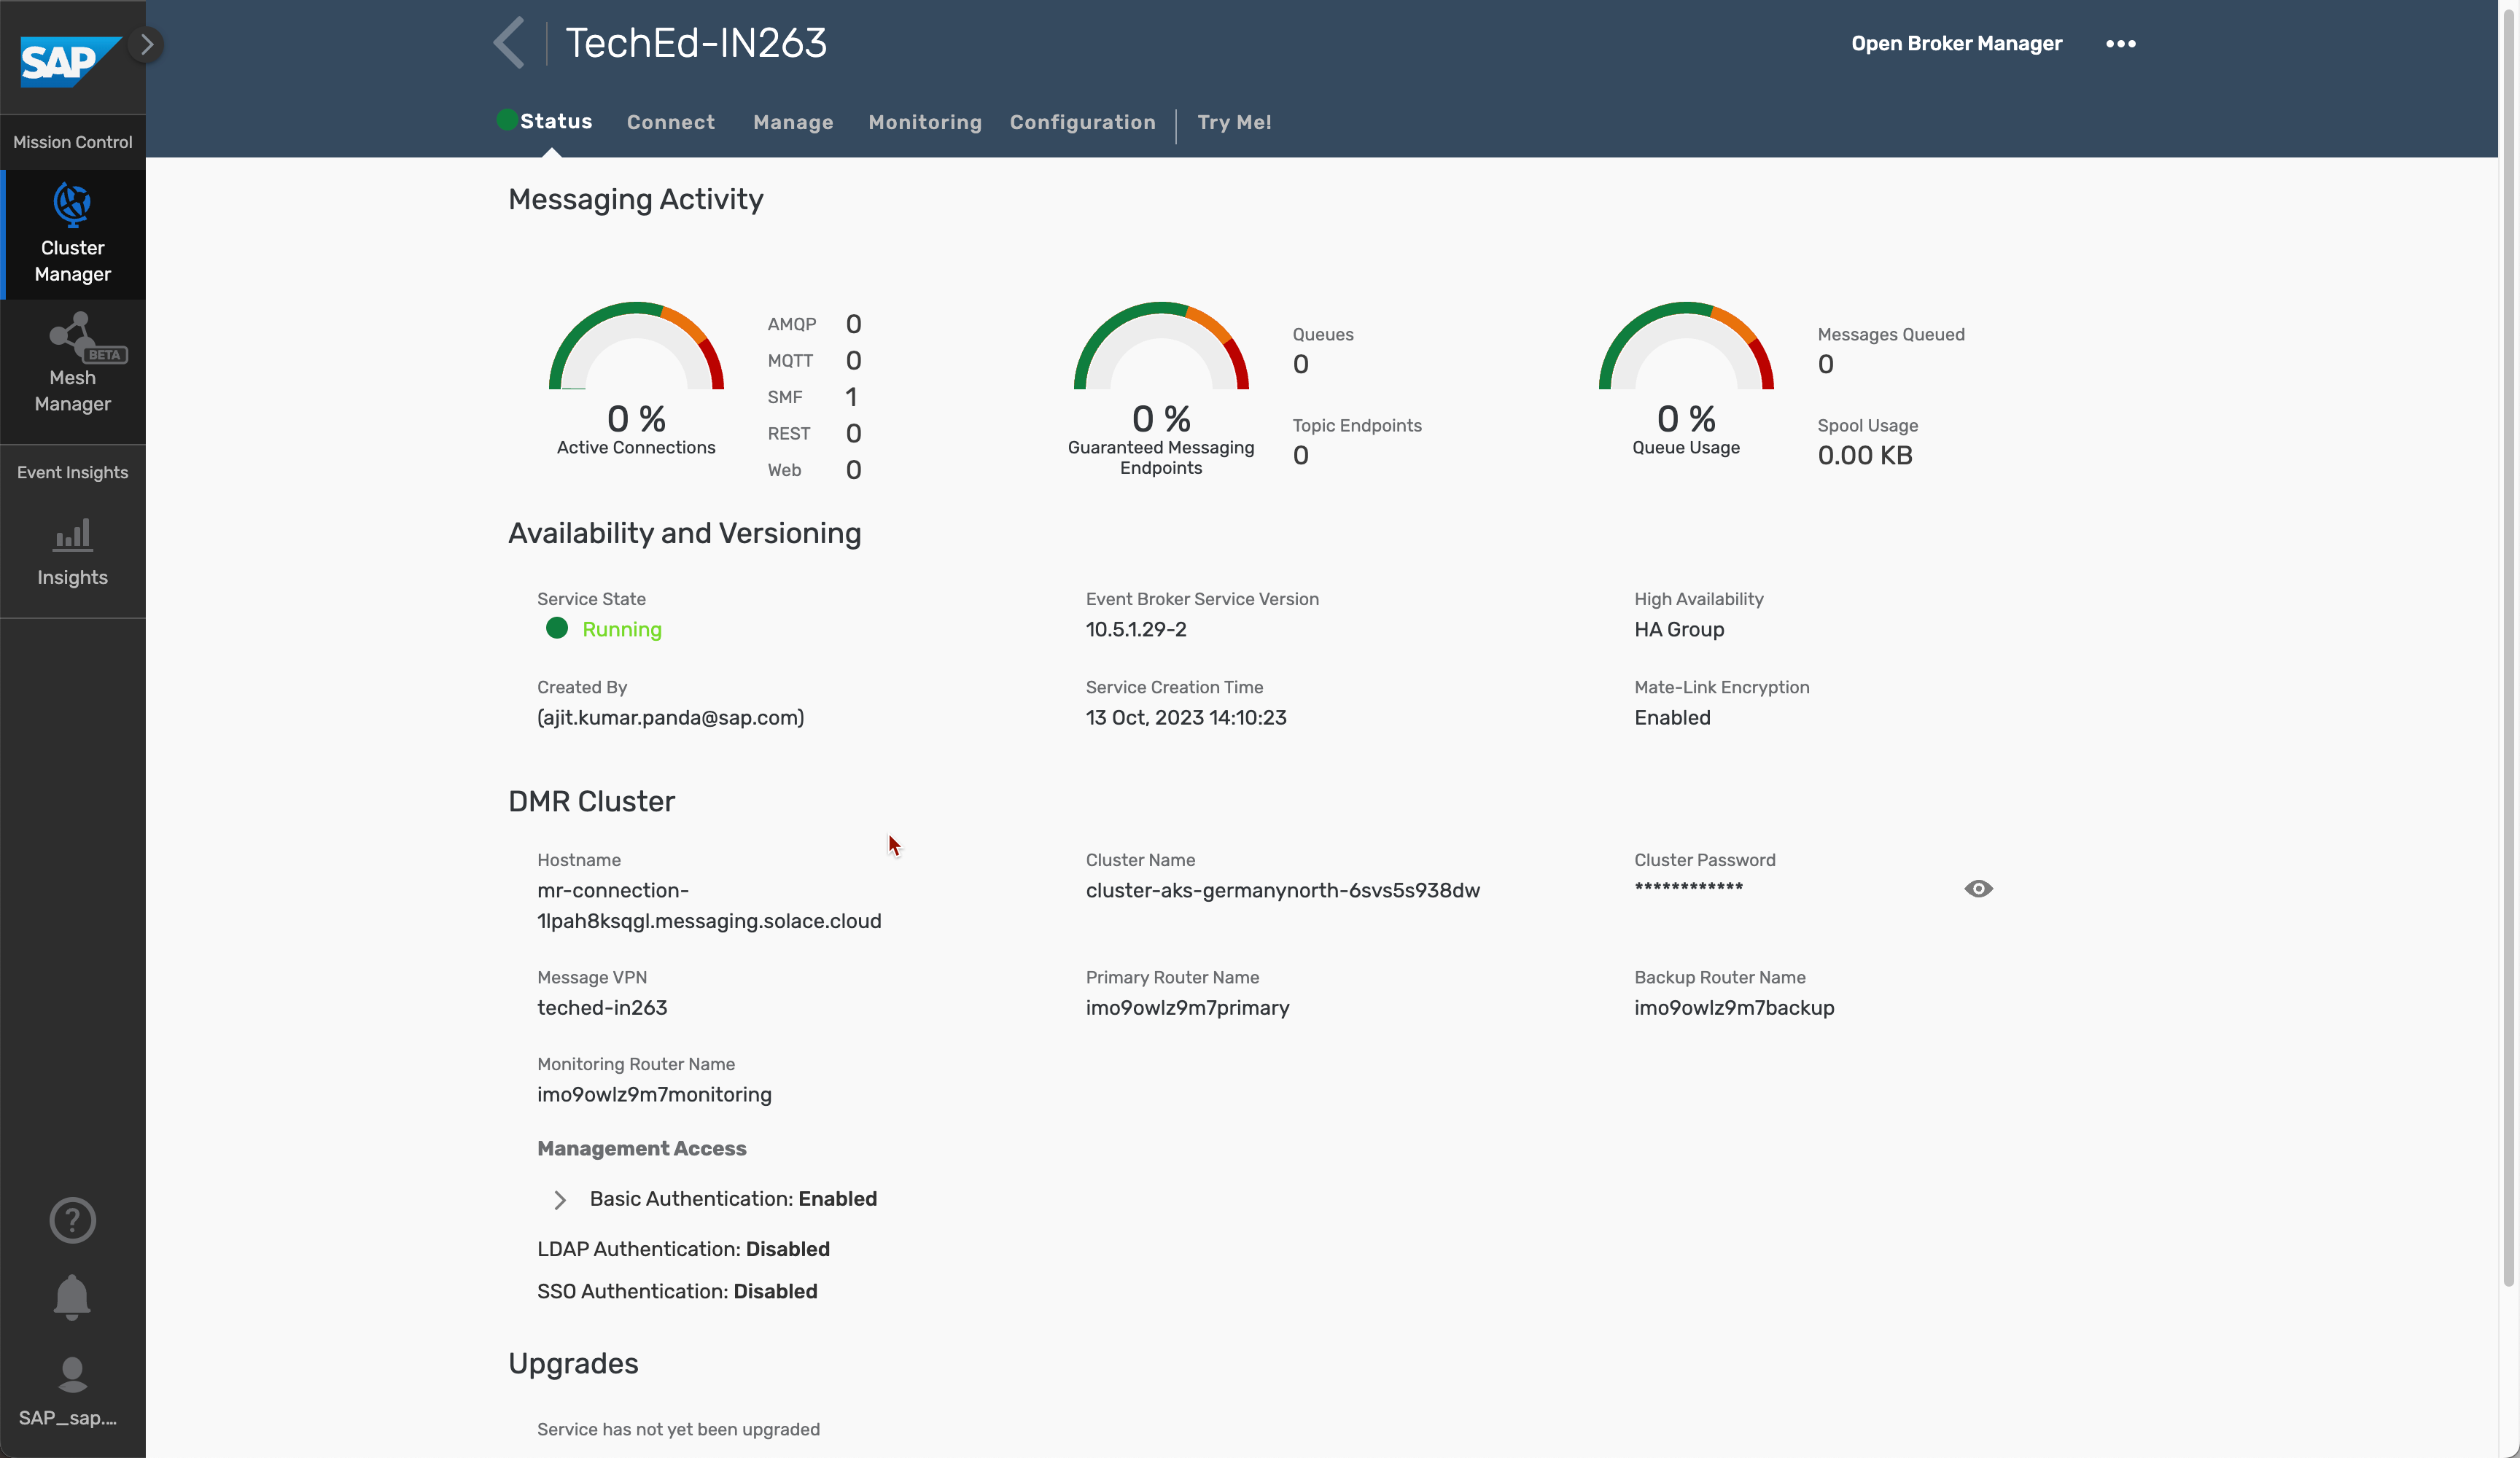 SAP
TechEd-IN263
Open Broker Manager
Status
Connect
Manage
Monitoring
Configuration
Try Me!
Mission Control
Cluster
Manager
BETA
Mesh
Manager
Event Insights
Insights
SAP_sap....
Messaging Activity
0 %
Active Connections
AMQP 0
MQTT 0
SMF 1
REST 0
Web 0
0 %
Guaranteed Messaging
Endpoints
Queues
0
Topic Endpoints
0
0 %
Queue Usage
Messages Queued
0
Spool Usage
0.00 KB
Availability and Versioning
Service State
Running
Event Broker Service Version
10.5.1.29-2
High Availability
HA Group
Created By
(ajit.kumar.panda@sap.com)
Service Creation Time
13 Oct, 2023 14:10:23
Mate-Link Encryption
Enabled
DMR Cluster
Hostname
mr-connection-
1lpah8ksqgl.messaging.solace.cloud
Cluster Name
cluster-aks-germanynorth-6svs5s938dw
Cluster Password
************
Message VPN
teched-in263
Primary Router Name
imo9owlz9m7primary
Backup Router Name
imo9owlz9m7backup
Monitoring Router Name
imo9owlz9m7monitoring
Management Access
Basic Authentication: Enabled
LDAP Authentication: Disabled
SSO Authentication: Disabled
Upgrades
Service has not yet been upgraded